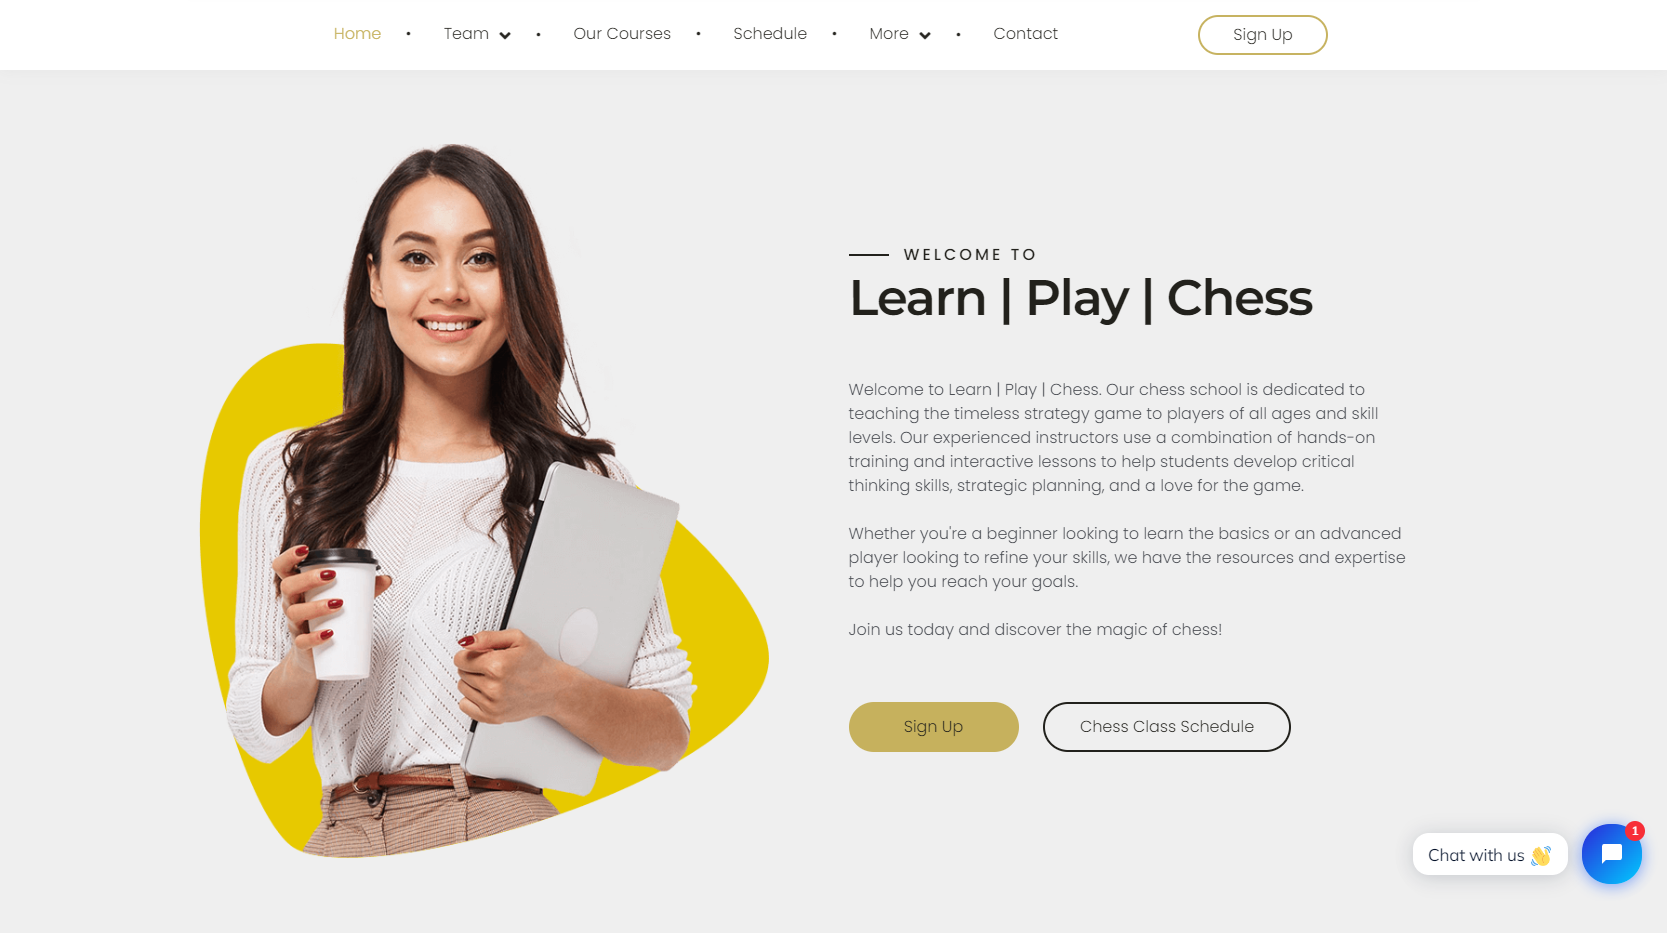 Home • Team • Our Courses • Schedule • More • Contact Sign Up
WELCOME TO
Learn | Play | Chess
Welcome to Learn | Play | Chess. Our chess school is dedicated to
teaching the timeless strategy game to players of all ages and skill
levels. Our experienced instructors use a combination of hands-on
training and interactive lessons to help students develop critical
thinking skills, strategic planning, and a love for the game.
Whether you're a beginner looking to learn the basics or an advanced
player looking to refine your skills, we have the resources and expertise
to help you reach your goals.
Join us today and discover the magic of chess!
Sign Up Chess Class Schedule
Chat with us 👋 1